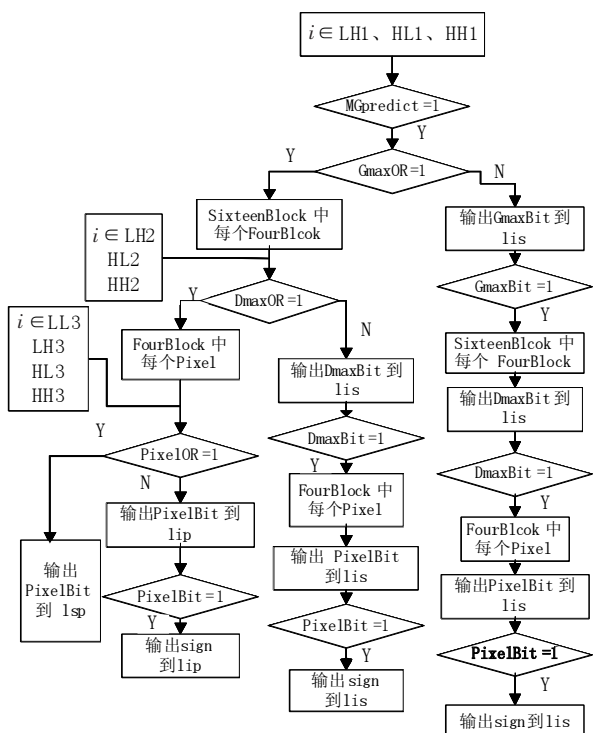 i ∈ LH1、HL1、HH1
MGpredict=1
Y
GmaxOR=1
Y
N
SixteenBlock 中
每个FourBlcok
输出GmaxBit 到
lis
i ∈ LH2
HL2
HH2
DmaxOR=1
GmaxBit=1
Y
Y
N
i ∈LL3
LH3
HL3
HH3
FourBlock 中
每个Pixel
输出DmaxBit 到
lis
SixteenBlcok 中
每个 FourBlock
输出DmaxBit 到
lis
Y
PixelOR=1
DmaxBit=1
DmaxBit=1
N
Y
Y
输出PixelBit 到
lip
FourBlock 中
每个Pixel
FourBlcok 中
每个Pixel
输出
PixelBit
到 lsp
PixelBit=1
输出 PixelBit
到lis
输出PixelBit 到
lis
Y
输出sign
到lip
PixelBit=1
PixelBit=1
Y
Y
输出sign
到lis
输出sign到lis